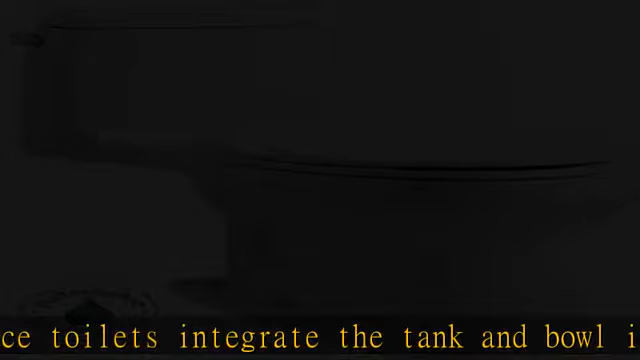 ce toilets integrate the tank and bowl i